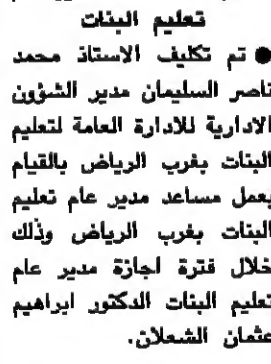 تعليم البنات
● تم تكليف الاستاذ محمد
ناصر السليمان مدير الشؤون
الادارية للادارة العامة لتعليم
البنات بغرب الرياض بالقيام
بعمل مساعد مدير عام تعليم
البنات بغرب الرياض وذلك
خلال فترة اجازة مدير عام
تعليم البنات الدكتور ابراهيم
عثمان الشعلان.